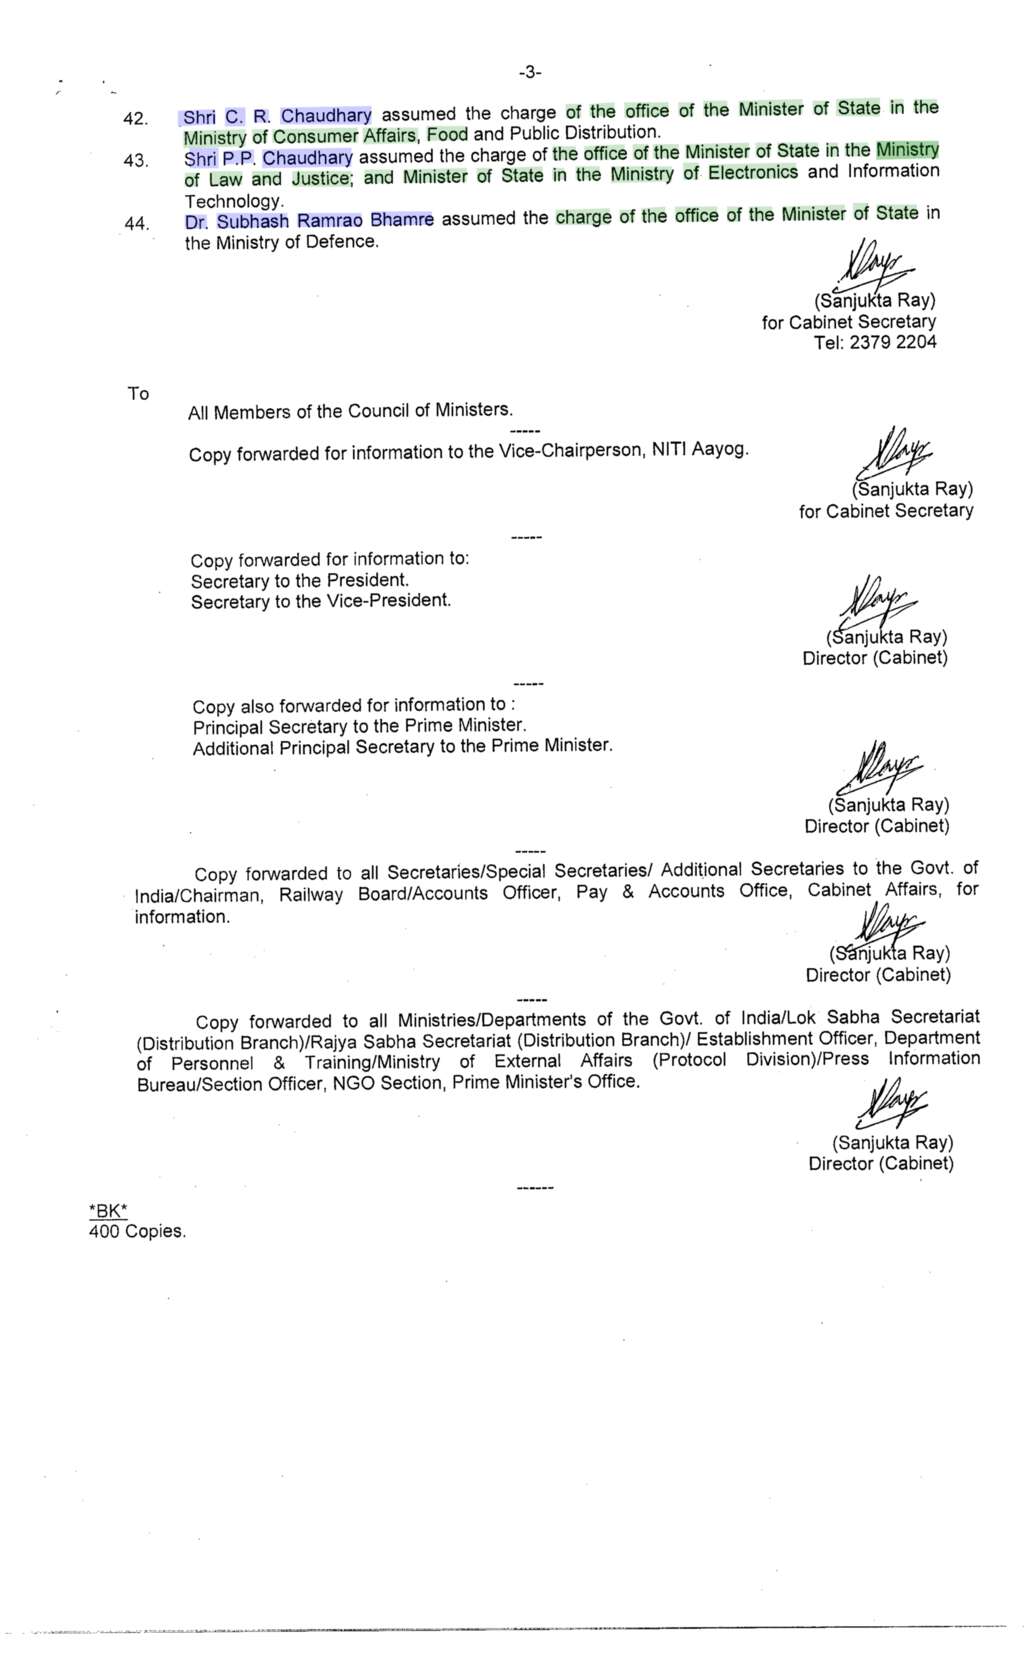 -3-
42. Shri C. R. Chaudhary assumed the charge of the office of the Minister of State in the
Ministry of Consumer Affairs, Food and Public Distribution.
43. Shri P.P. Chaudhary assumed the charge of the office of the Minister of State in the Ministry
of Law and Justice; and Minister of State in the Ministry of Electronics and Information
Technology.
44. Dr. Subhash Ramrao Bhamre assumed the charge of the office of the Minister of State in
the Ministry of Defence.
(Sanjukta Ray)
for Cabinet Secretary
Tel: 2379 2204
To
All Members of the Council of Ministers.
-----
Copy forwarded for information to the Vice-Chairperson, NITI Aayog.
(Sanjukta Ray)
for Cabinet Secretary
-----
Copy forwarded for information to:
Secretary to the President.
Secretary to the Vice-President.
(Sanjukta Ray)
Director (Cabinet)
-----
Copy also forwarded for information to :
Principal Secretary to the Prime Minister.
Additional Principal Secretary to the Prime Minister.
(Sanjukta Ray)
Director (Cabinet)
-----
Copy forwarded to all Secretaries/Special Secretaries/ Additional Secretaries to the Govt. of
India/Chairman, Railway Board/Accounts Officer, Pay & Accounts Office, Cabinet Affairs, for
information.
(Sanjukta Ray)
Director (Cabinet)
-----
Copy forwarded to all Ministries/Departments of the Govt. of India/Lok Sabha Secretariat
(Distribution Branch)/Rajya Sabha Secretariat (Distribution Branch)/ Establishment Officer, Department
of Personnel & Training/Ministry of External Affairs (Protocol Division)/Press Information
Bureau/Section Officer, NGO Section, Prime Minister's Office.
(Sanjukta Ray)
Director (Cabinet)
------
*BK*
400 Copies.